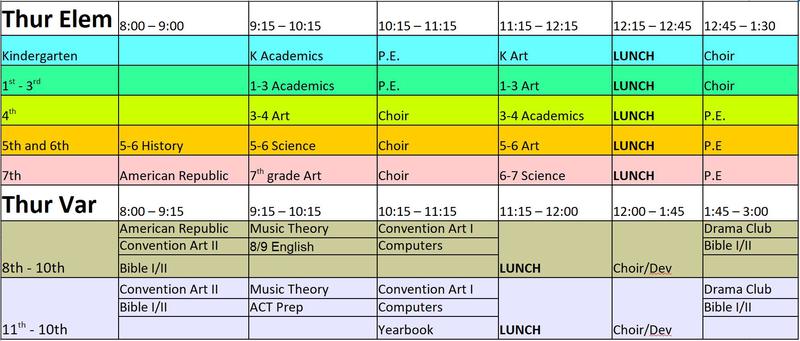 Thur Elem 8:00 – 9:00 9:15 – 10:15 10:15 – 11:15 11:15 – 12:15 12:15 – 12:45 12:45 – 1:30
Kindergarten K Academics P.E. K Art LUNCH Choir
1st - 3rd 1-3 Academics P.E. 1-3 Art LUNCH Choir
4th 3-4 Art Choir 3-4 Academics LUNCH P.E.
5th and 6th 5-6 History 5-6 Science Choir 5-6 Art LUNCH P.E
7th American Republic 7th grade Art Choir 6-7 Science LUNCH P.E
Thur Var 8:00 – 9:15 9:15 – 10:15 10:15 – 11:15 11:15 – 12:00 12:00 – 1:45 1:45 – 3:00
American Republic Music Theory Convention Art I Drama Club
Convention Art II 8/9 English Computers Bible I/II
8th - 10th Bible I/II LUNCH Choir/Dev
Convention Art II Music Theory Convention Art I Drama Club
Bible I/II ACT Prep Computers Bible I/II
11th - 10th Yearbook LUNCH Choir/Dev